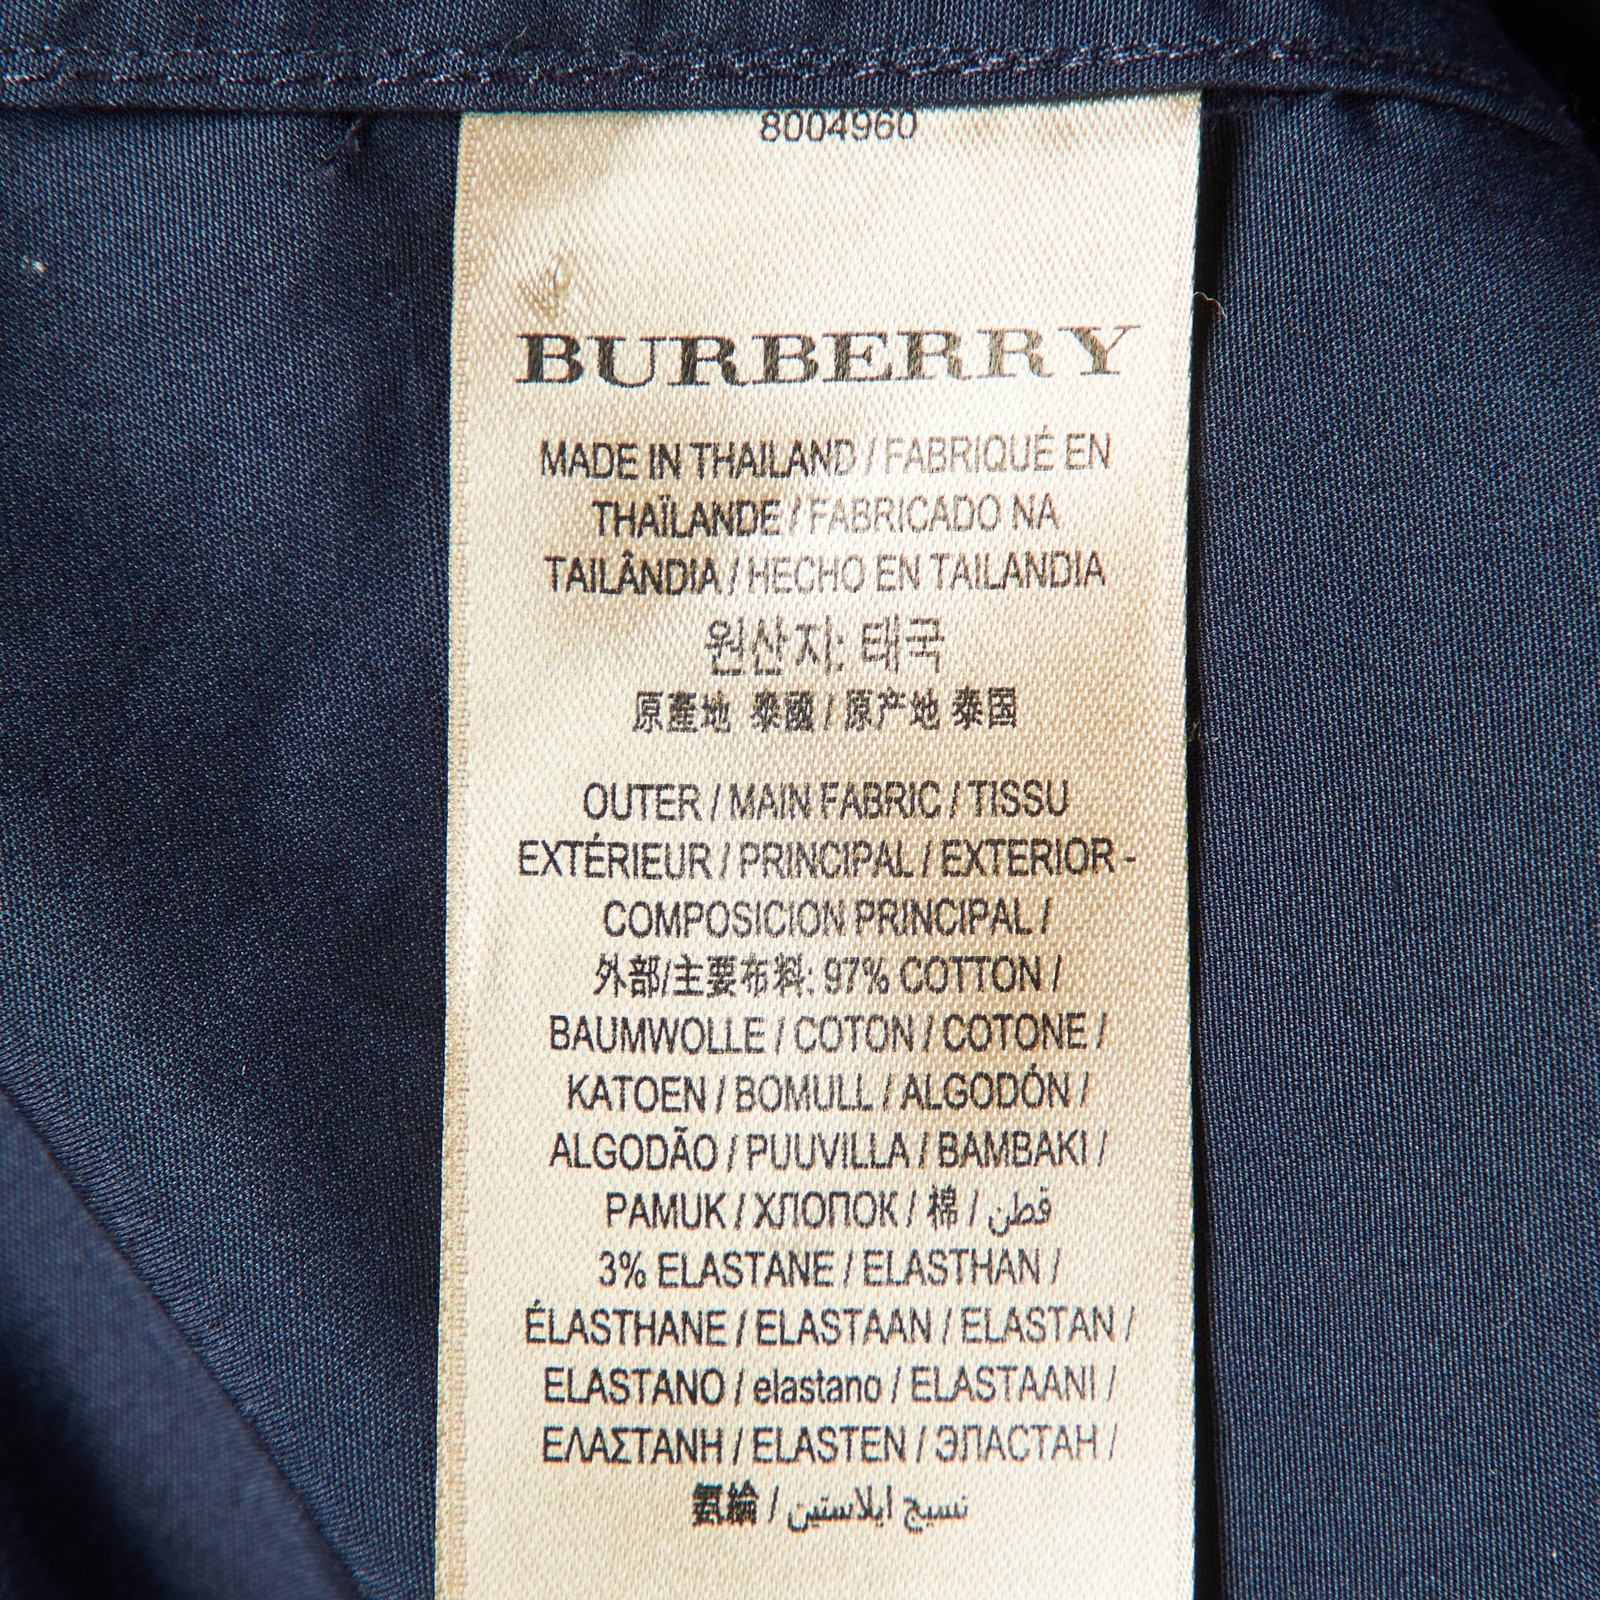 8004960
BURBERRY
MADE IN THAILAND / FABRIQUÉ EN
THAÏLANDE / FABRICADO NA
TAILÂNDIA / HECHO EN TAILANDIA
원산지: 태국
原產地 泰國 / 原产地 泰国
OUTER / MAIN FABRIC / TISSU
EXTÉRIEUR / PRINCIPAL / EXTERIOR -
COMPOSICION PRINCIPAL /
外部/主要布料: 97% COTTON /
BAUMWOLLE / COTON / COTONE /
KATOEN / BOMULL / ALGODÓN /
ALGODÃO / PUUVILLA / BAMBAKI /
PAMUK / ХЛОПОК / 棉 / قطن
3% ELASTANE / ELASTHAN /
ÉLASTHANE / ELASTAAN / ELASTAN /
ELASTANO / elastano / ELASTAANI /
ΕΛΑΣΤΑΝΗ / ELASTEN / ЭЛАСТАН /
氨綸 / نسيج ايلاستين